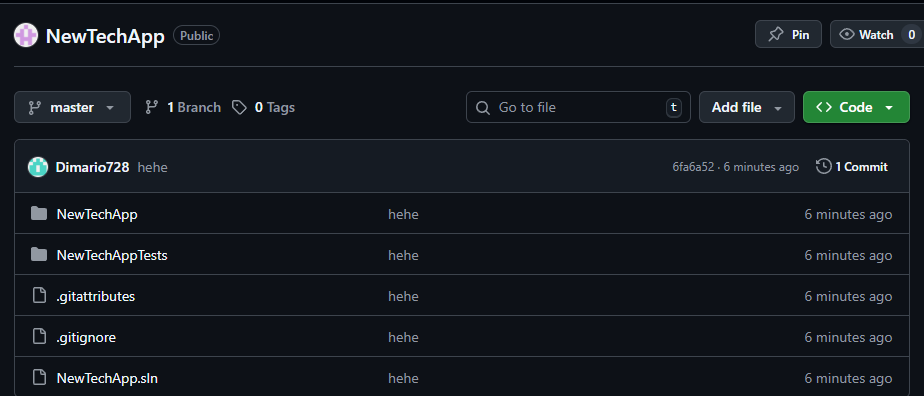 NewTechApp Public Pin Watch 0
master 1 Branch 0 Tags Go to file t Add file Code
Dimario728 hehe 6fa6a52 · 6 minutes ago 1 Commit
NewTechApp hehe 6 minutes ago
NewTechAppTests hehe 6 minutes ago
.gitattributes hehe 6 minutes ago
.gitignore hehe 6 minutes ago
NewTechApp.sln hehe 6 minutes ago